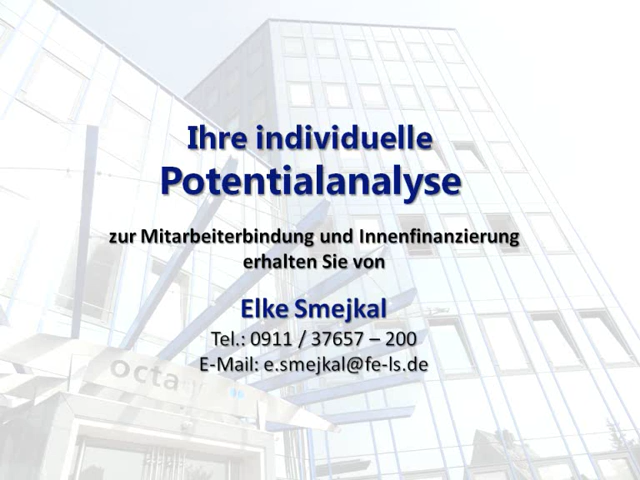 Ihre individuelle
Potentialanalyse
zur Mitarbeiterbindung und Innenfinanzierung
erhalten Sie von
Elke Smejkal
Tel.: 0911 / 37657 – 200
E-Mail: e.smejkal@fe-ls.de
octa